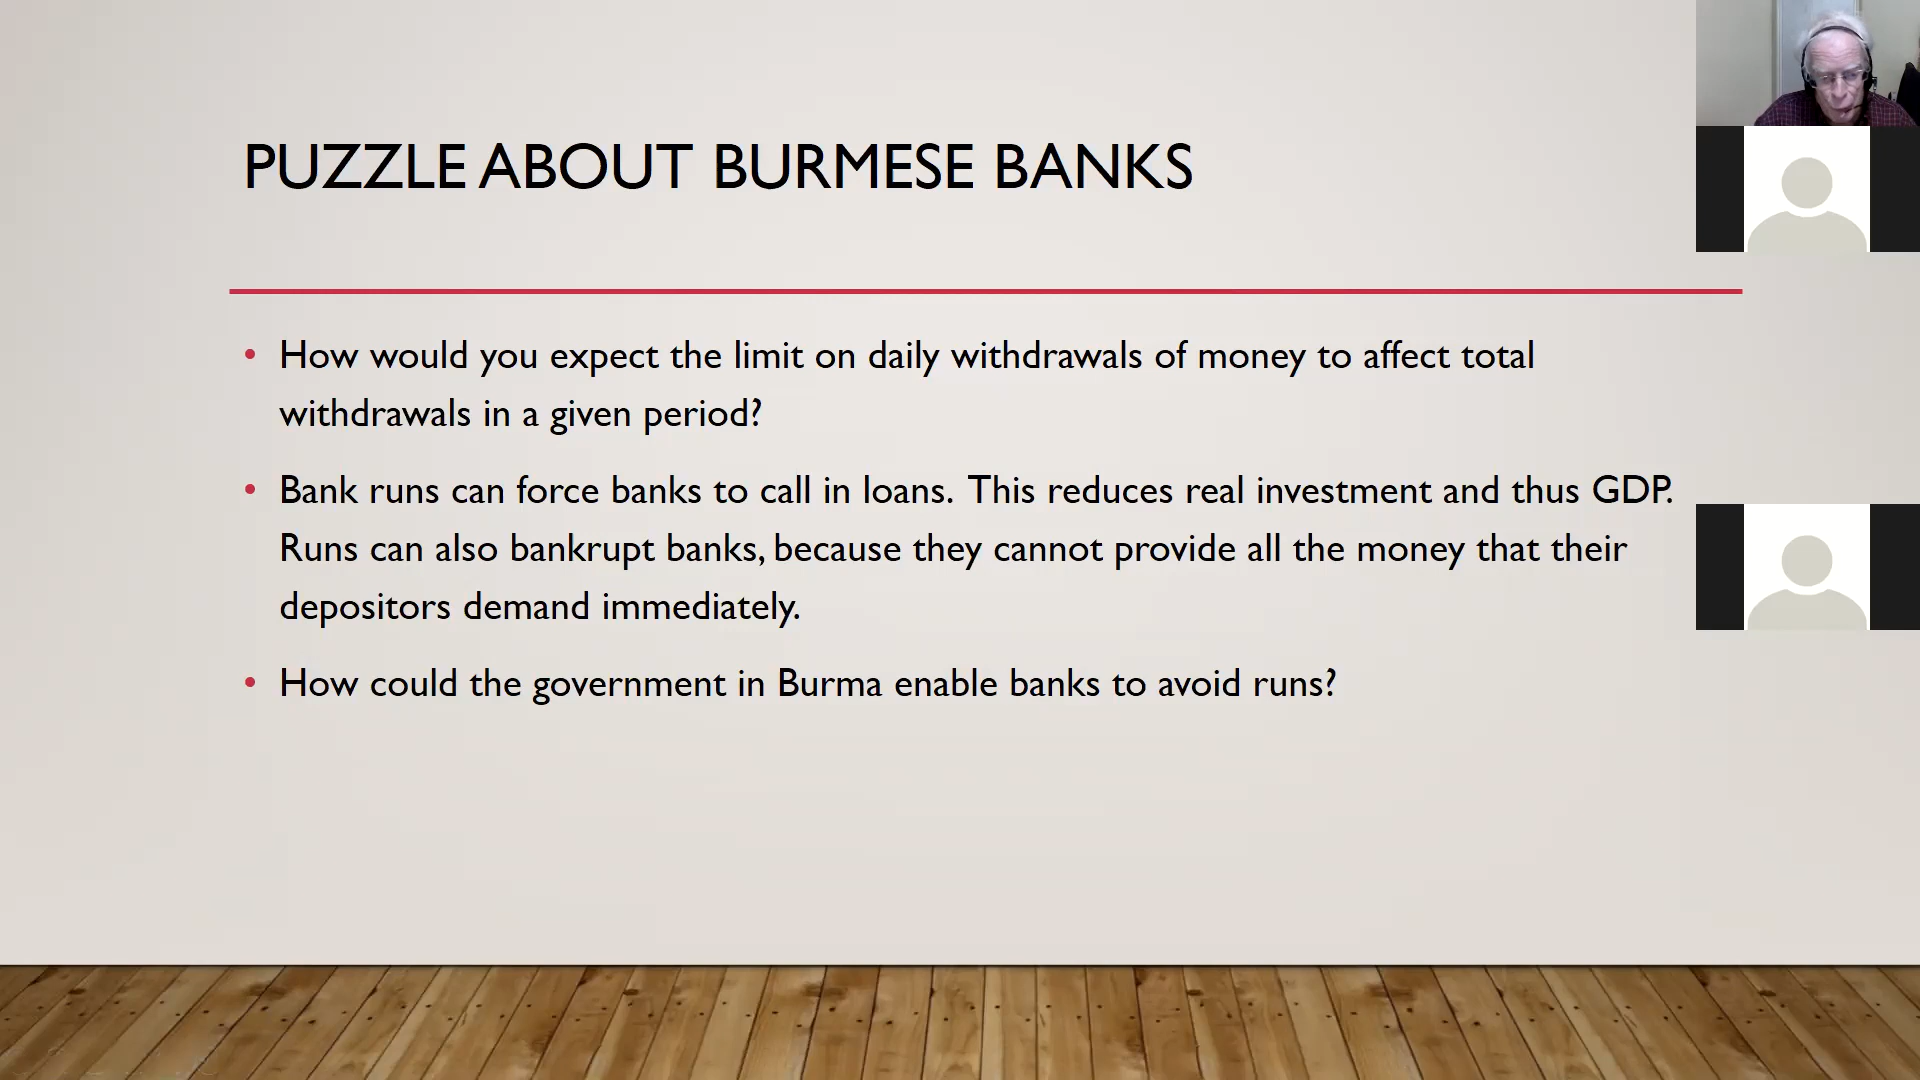 PUZZLE ABOUT BURMESE BANKS
• How would you expect the limit on daily withdrawals of money to affect total
withdrawals in a given period?
• Bank runs can force banks to call in loans. This reduces real investment and thus GDP.
Runs can also bankrupt banks, because they cannot provide all the money that their
depositors demand immediately.
• How could the government in Burma enable banks to avoid runs?